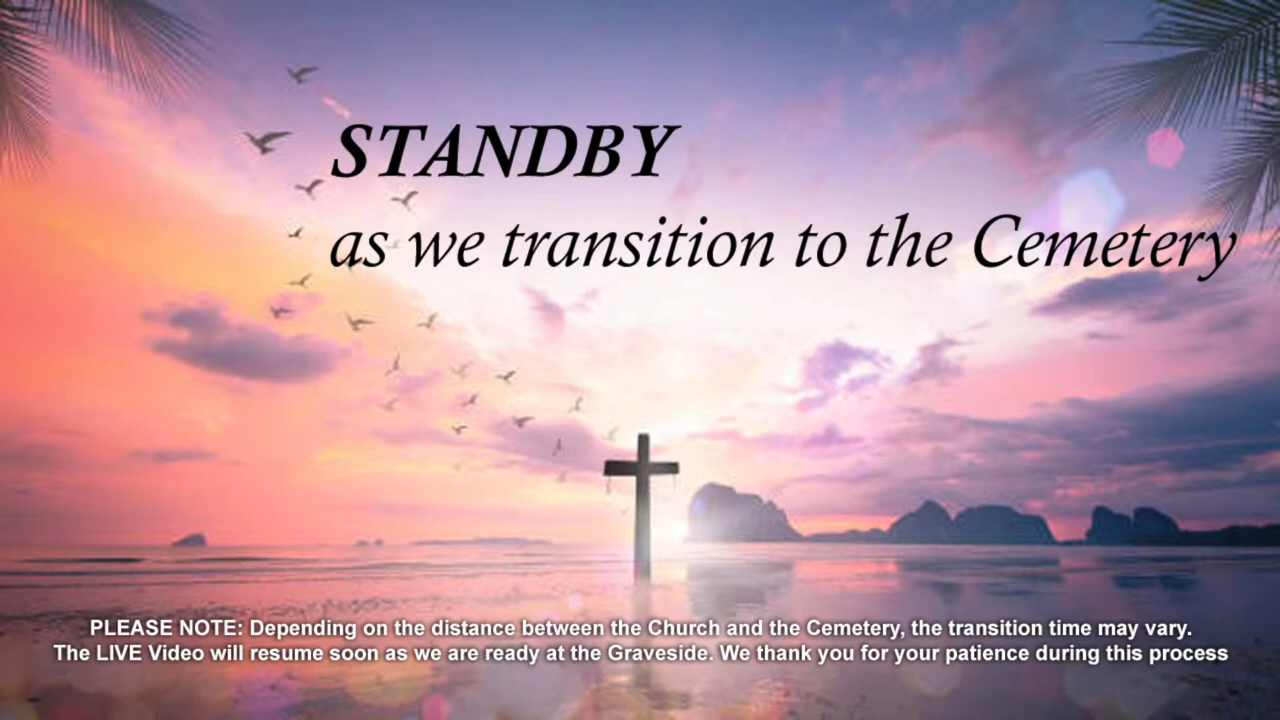 STANDBY
as we transition to the Cemetery
PLEASE NOTE: Depending on the distance between the Church and the Cemetery, the transition time may vary.
The LIVE Video will resume soon as we are ready at the Graveside. We thank you for your patience during this process